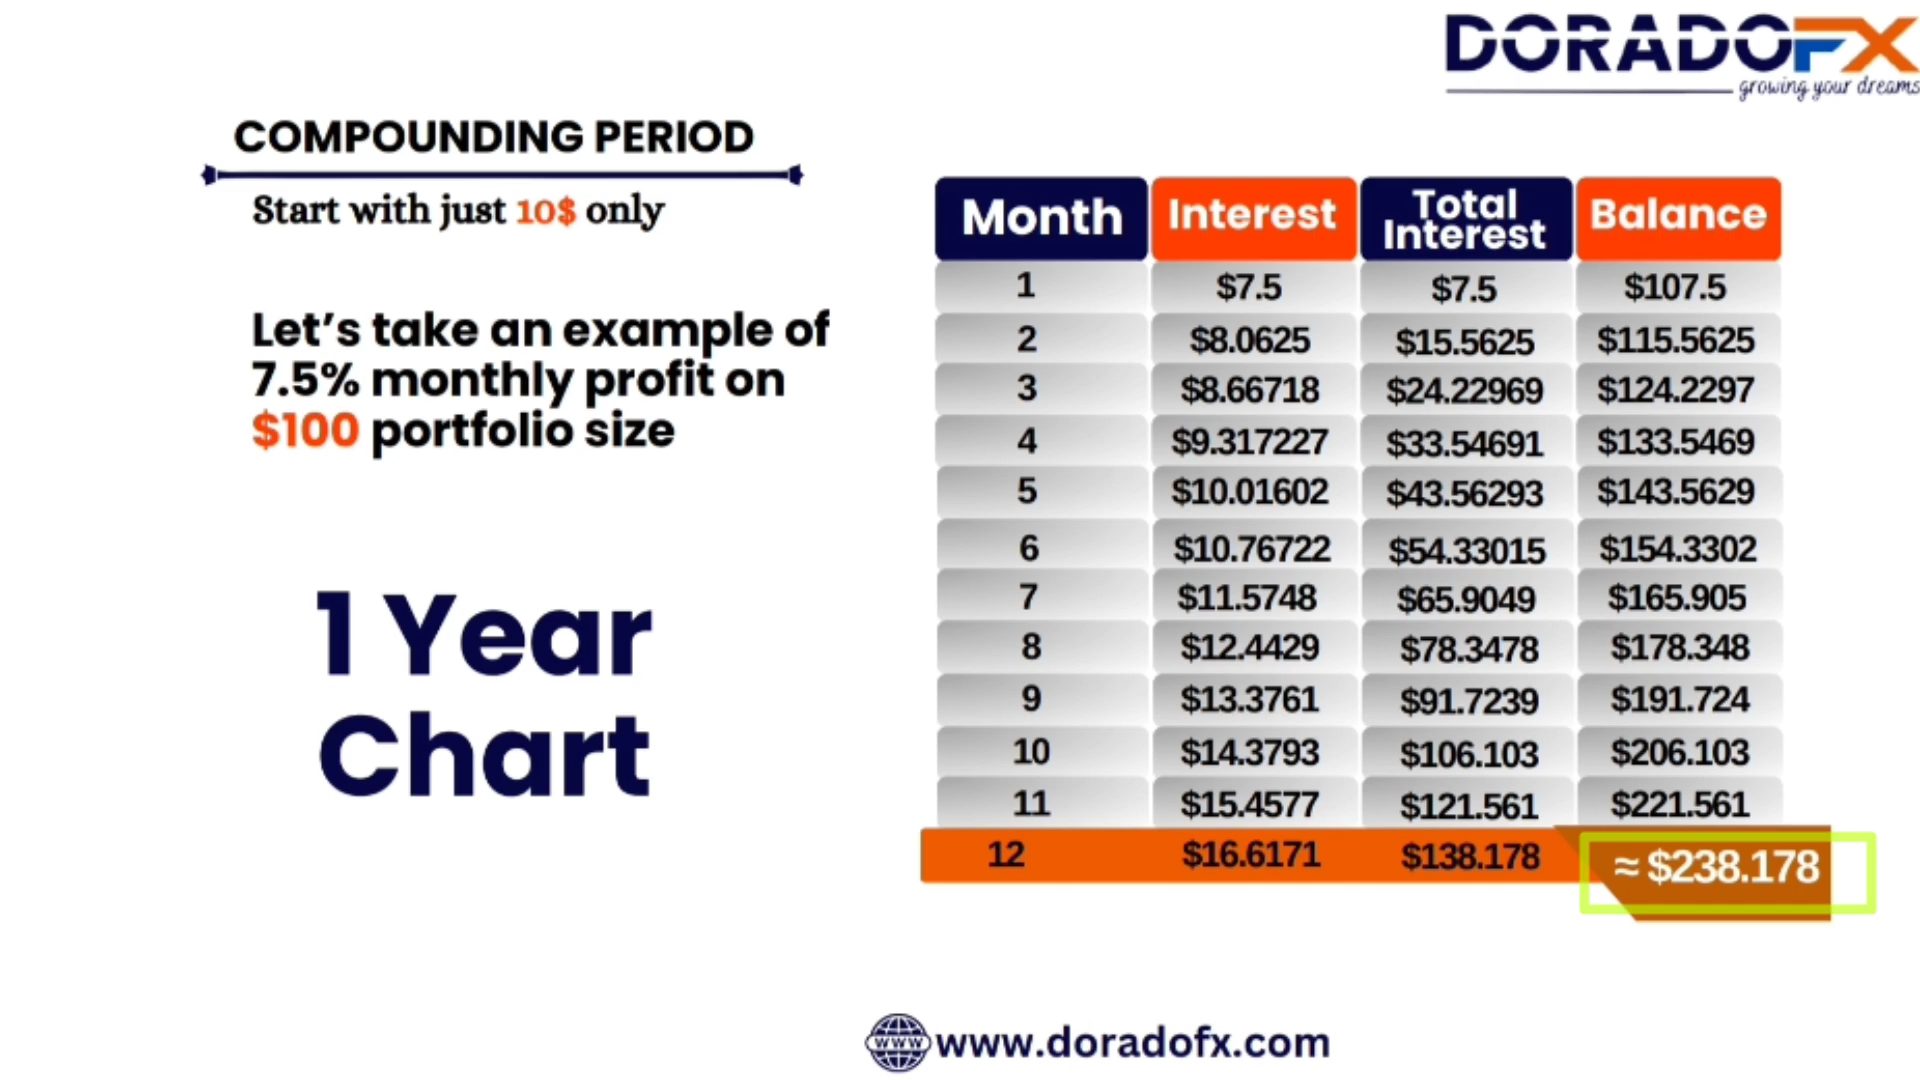 DORADOFX
growing your dreams
COMPOUNDING PERIOD
Start with just 10$ only
Let's take an example of
7.5% monthly profit on
$100 portfolio size
1 Year
Chart
Month Interest Total Interest Balance
1 $7.5 $7.5 $107.5
2 $8.0625 $15.5625 $115.5625
3 $8.66718 $24.22969 $124.2297
4 $9.317227 $33.54691 $133.5469
5 $10.01602 $43.56293 $143.5629
6 $10.76722 $54.33015 $154.3302
7 $11.5748 $65.9049 $165.905
8 $12.4429 $78.3478 $178.348
9 $13.3761 $91.7239 $191.724
10 $14.3793 $106.103 $206.103
11 $15.4577 $121.561 $221.561
12 $16.6171 $138.178 ≈ $238.178
www www.doradofx.com